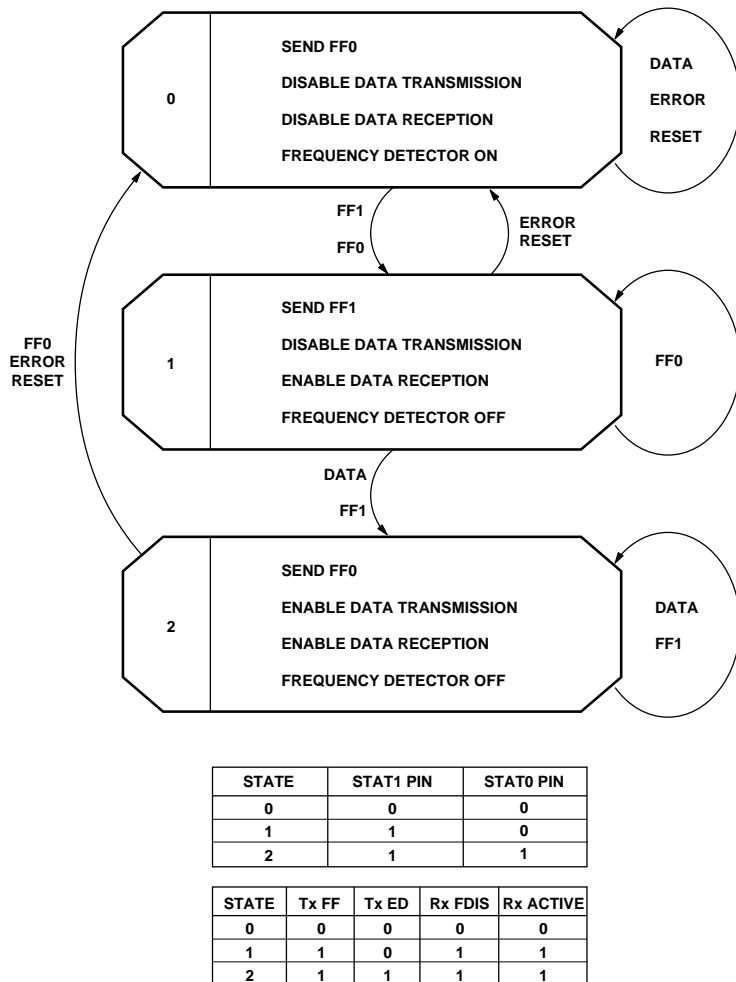 SEND FF0
DISABLE DATA TRANSMISSION
0
DISABLE DATA RECEPTION
FREQUENCY DETECTOR ON
DATA
ERROR
RESET
FF1
FF0
ERROR
RESET
SEND FF1
DISABLE DATA TRANSMISSION
1
ENABLE DATA RECEPTION
FREQUENCY DETECTOR OFF
FF0
FF0
ERROR
RESET
DATA
FF1
SEND FF0
ENABLE DATA TRANSMISSION
2
ENABLE DATA RECEPTION
FREQUENCY DETECTOR OFF
DATA
FF1
STATE STAT1 PIN STAT0 PIN
0 0 0
1 1 0
2 1 1
STATE Tx FF Tx ED Rx FDIS Rx ACTIVE
0 0 0 0 0
1 1 0 1 1
2 1 1 1 1